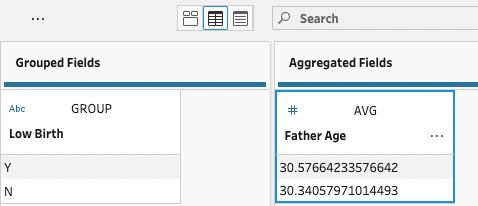 ...
Search
Grouped Fields
Aggregated Fields
Abc GROUP
Low Birth
Y
N
# AVG
Father Age ...
30.57664233576642
30.34057971014493